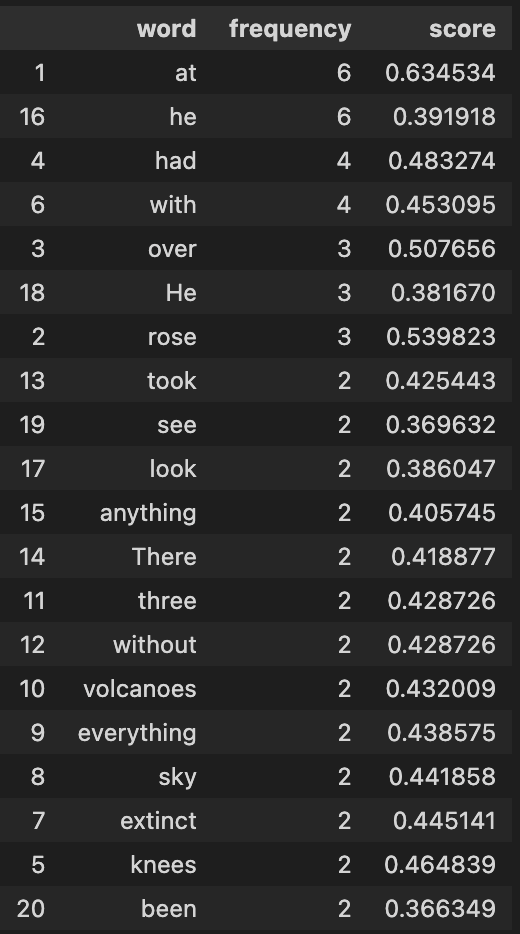 word frequency score
1 at 6 0.634534
16 he 6 0.391918
4 had 4 0.483274
6 with 4 0.453095
3 over 3 0.507656
18 He 3 0.381670
2 rose 3 0.539823
13 took 2 0.425443
19 see 2 0.369632
17 look 2 0.386047
15 anything 2 0.405745
14 There 2 0.418877
11 three 2 0.428726
12 without 2 0.428726
10 volcanoes 2 0.432009
9 everything 2 0.438575
8 sky 2 0.441858
7 extinct 2 0.445141
5 knees 2 0.464839
20 been 2 0.366349